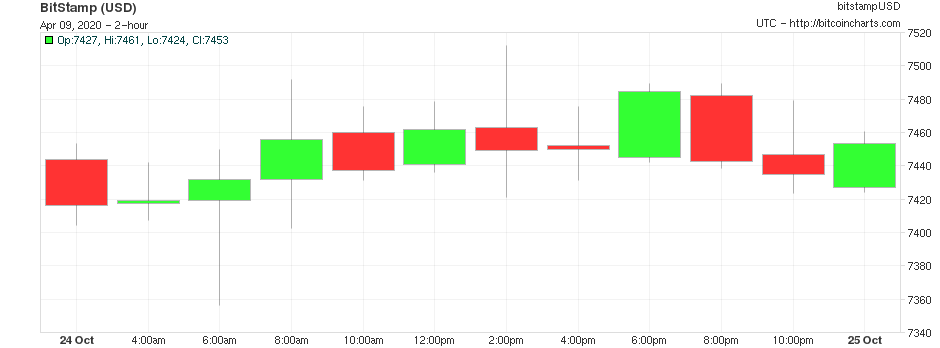 BitStamp (USD)
bitstampUSD
Apr 09, 2020 - 2-hour
UTC - http://bitcoincharts.com
Op:7427, Hi:7461, Lo:7424, Cl:7453
7520
7500
7480
7460
7440
7420
7400
7380
7360
7340
24 Oct 4:00am 6:00am 8:00am 10:00am 12:00pm 2:00pm 4:00pm 6:00pm 8:00pm 10:00pm 25 Oct